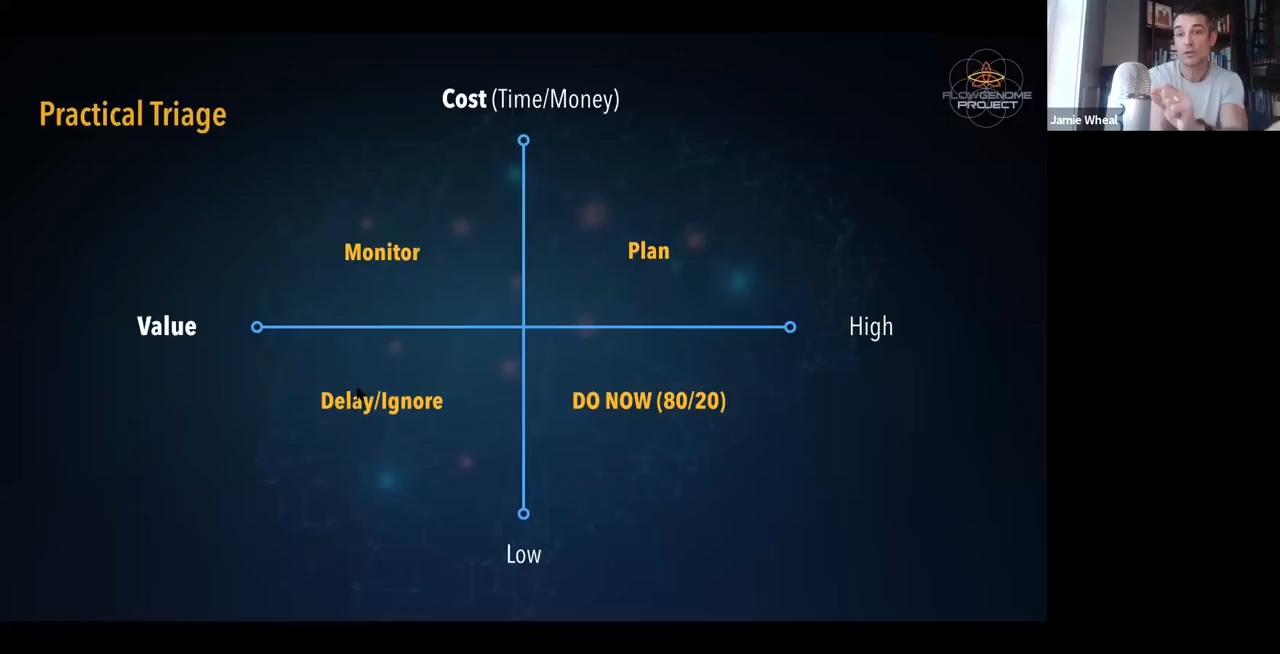 Practical Triage
Cost (Time/Money)
FLOWGENOME
PROJECT
Jamie Wheal
Monitor
Plan
Value
High
Delay/Ignore
DO NOW (80/20)
Low